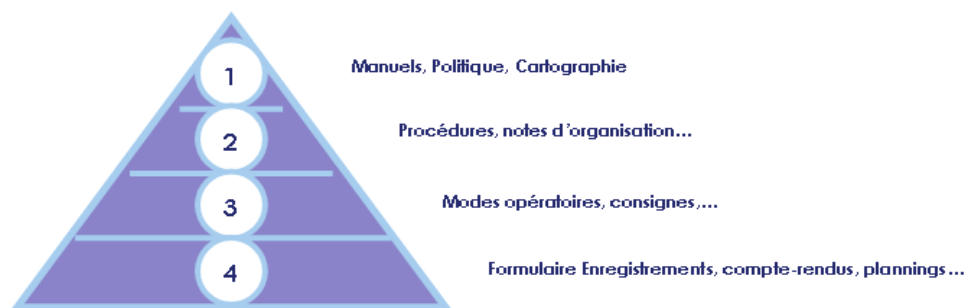 1
Manuels, Politique, Cartographie
2
Procédures, notes d'organisation...
3
Modes opératoires, consignes,...
4
Formulaire Enregistrements, compte-rendus, plannings...